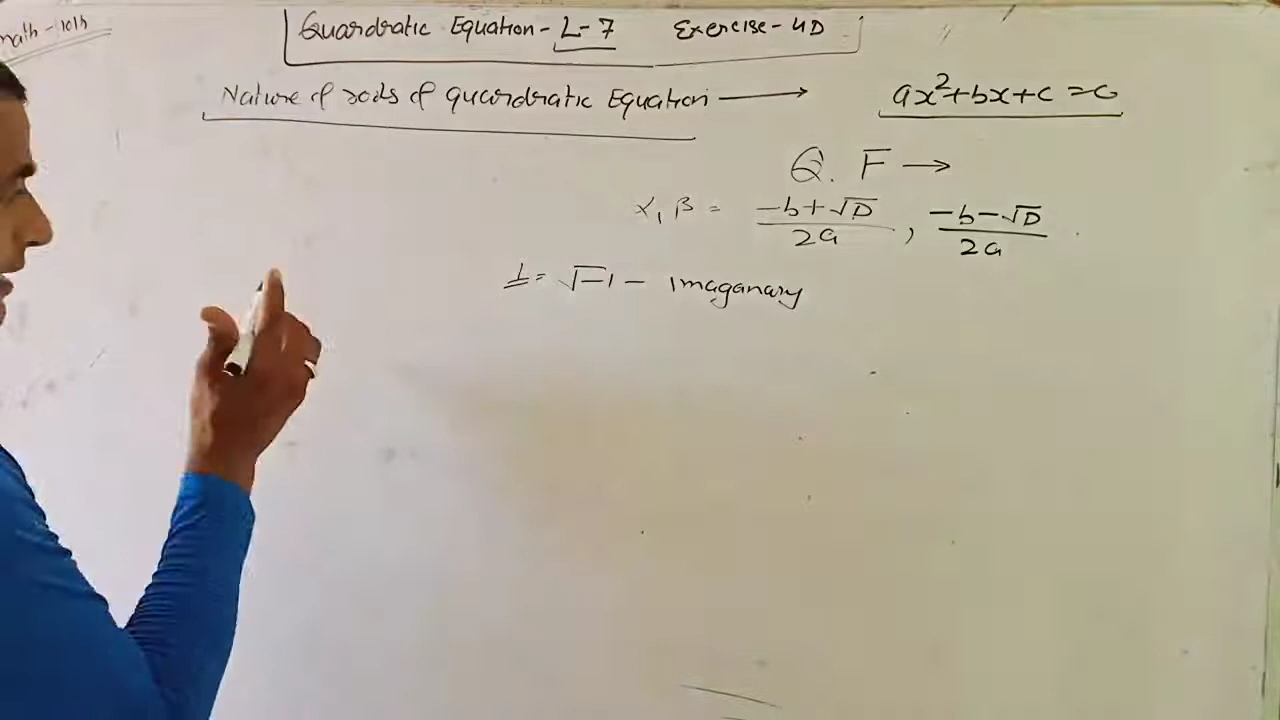 math-10th
Quardratic Equation - L-7 Exercise-4D
Nature of roots of quardratic Equation ⟶ ax²+bx+c=0
Q. F →
α, β = -b+√D / 2a , -b-√D / 2a
i = √-1 - imaganary